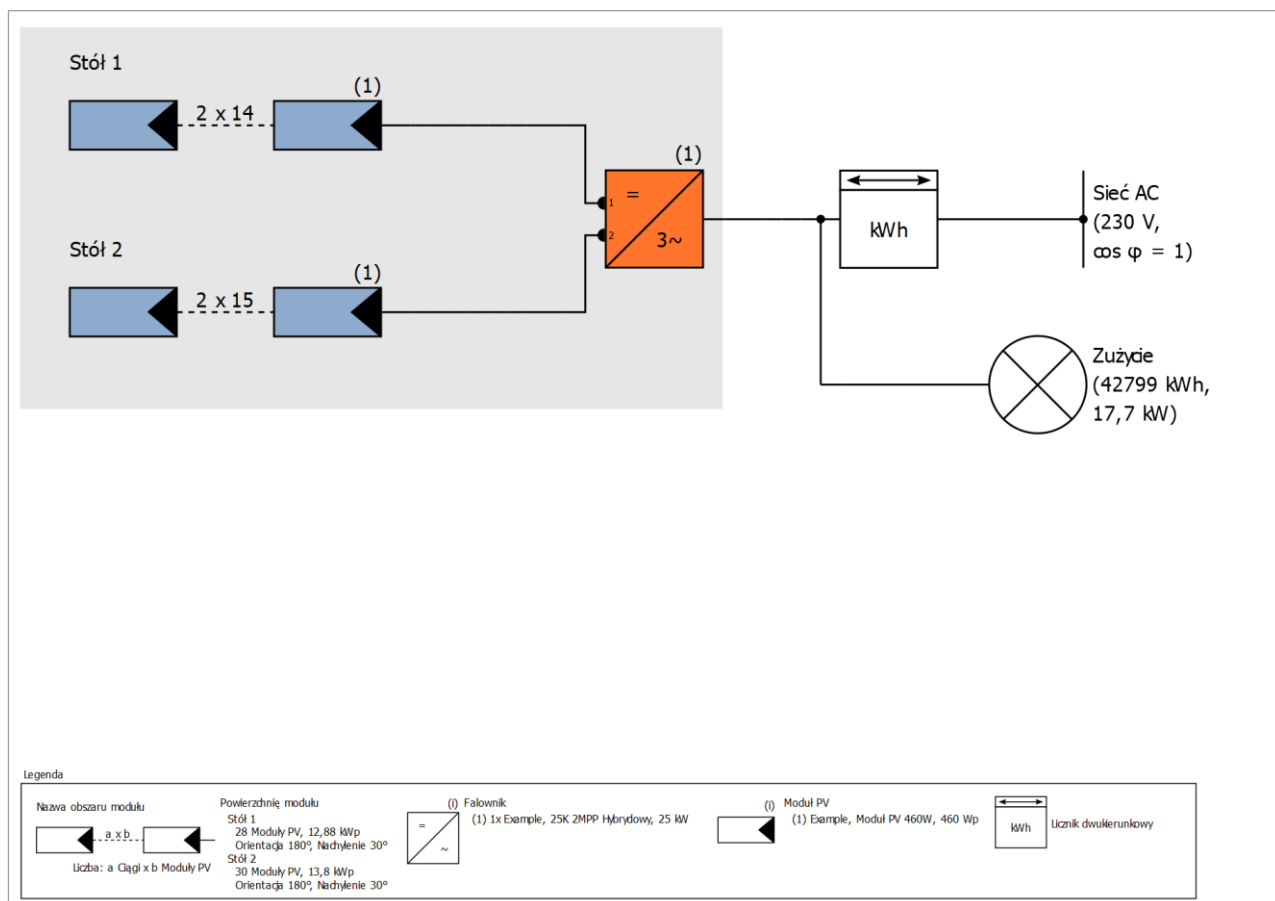 Stół 1
(1)
2 x 14
(1)
1
=
2
3~
Stół 2
(1)
2 x 15
kWh
Sieć AC
(230 V,
cos φ = 1)
Zużycie
(42799 kWh,
17,7 kW)
Legenda
Nazwa obszaru modułu
a x b
Liczba: a Ciągi x b Moduły PV
Powierzchnię modułu
Stół 1
28 Moduły PV, 12,88 kWp
Orientacja 180°, Nachylenie 30°
Stół 2
30 Moduły PV, 13,8 kWp
Orientacja 180°, Nachylenie 30°
=
~
(i) Falownik
(1) 1x Example, 25K 2MPP Hybrydowy, 25 kW
(i) Moduł PV
(1) Example, Moduł PV 460W, 460 Wp
kWh
Licznik dwukierunkowy